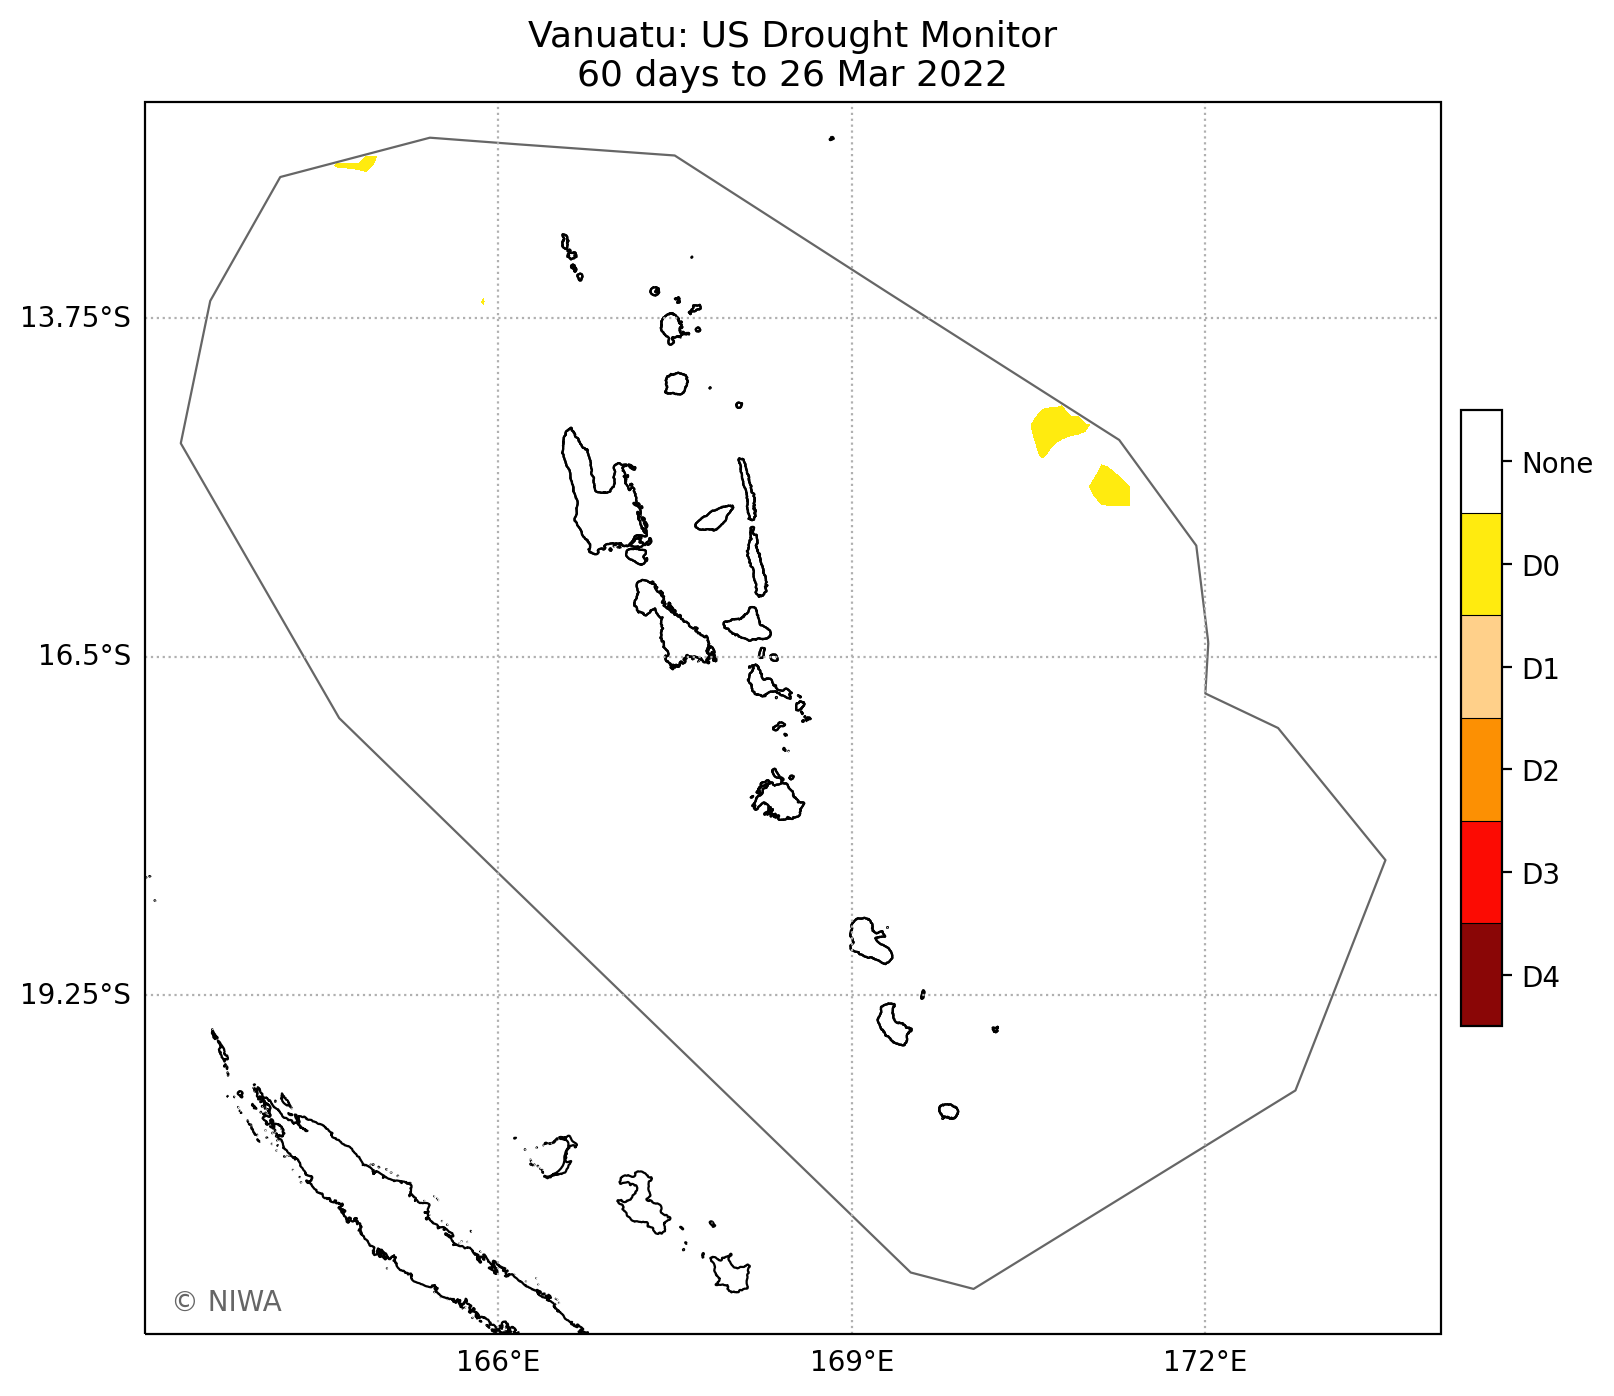 Vanuatu: US Drought Monitor
60 days to 26 Mar 2022
13.75°S
16.5°S
19.25°S
166°E
169°E
172°E
None
D0
D1
D2
D3
D4
© NIWA